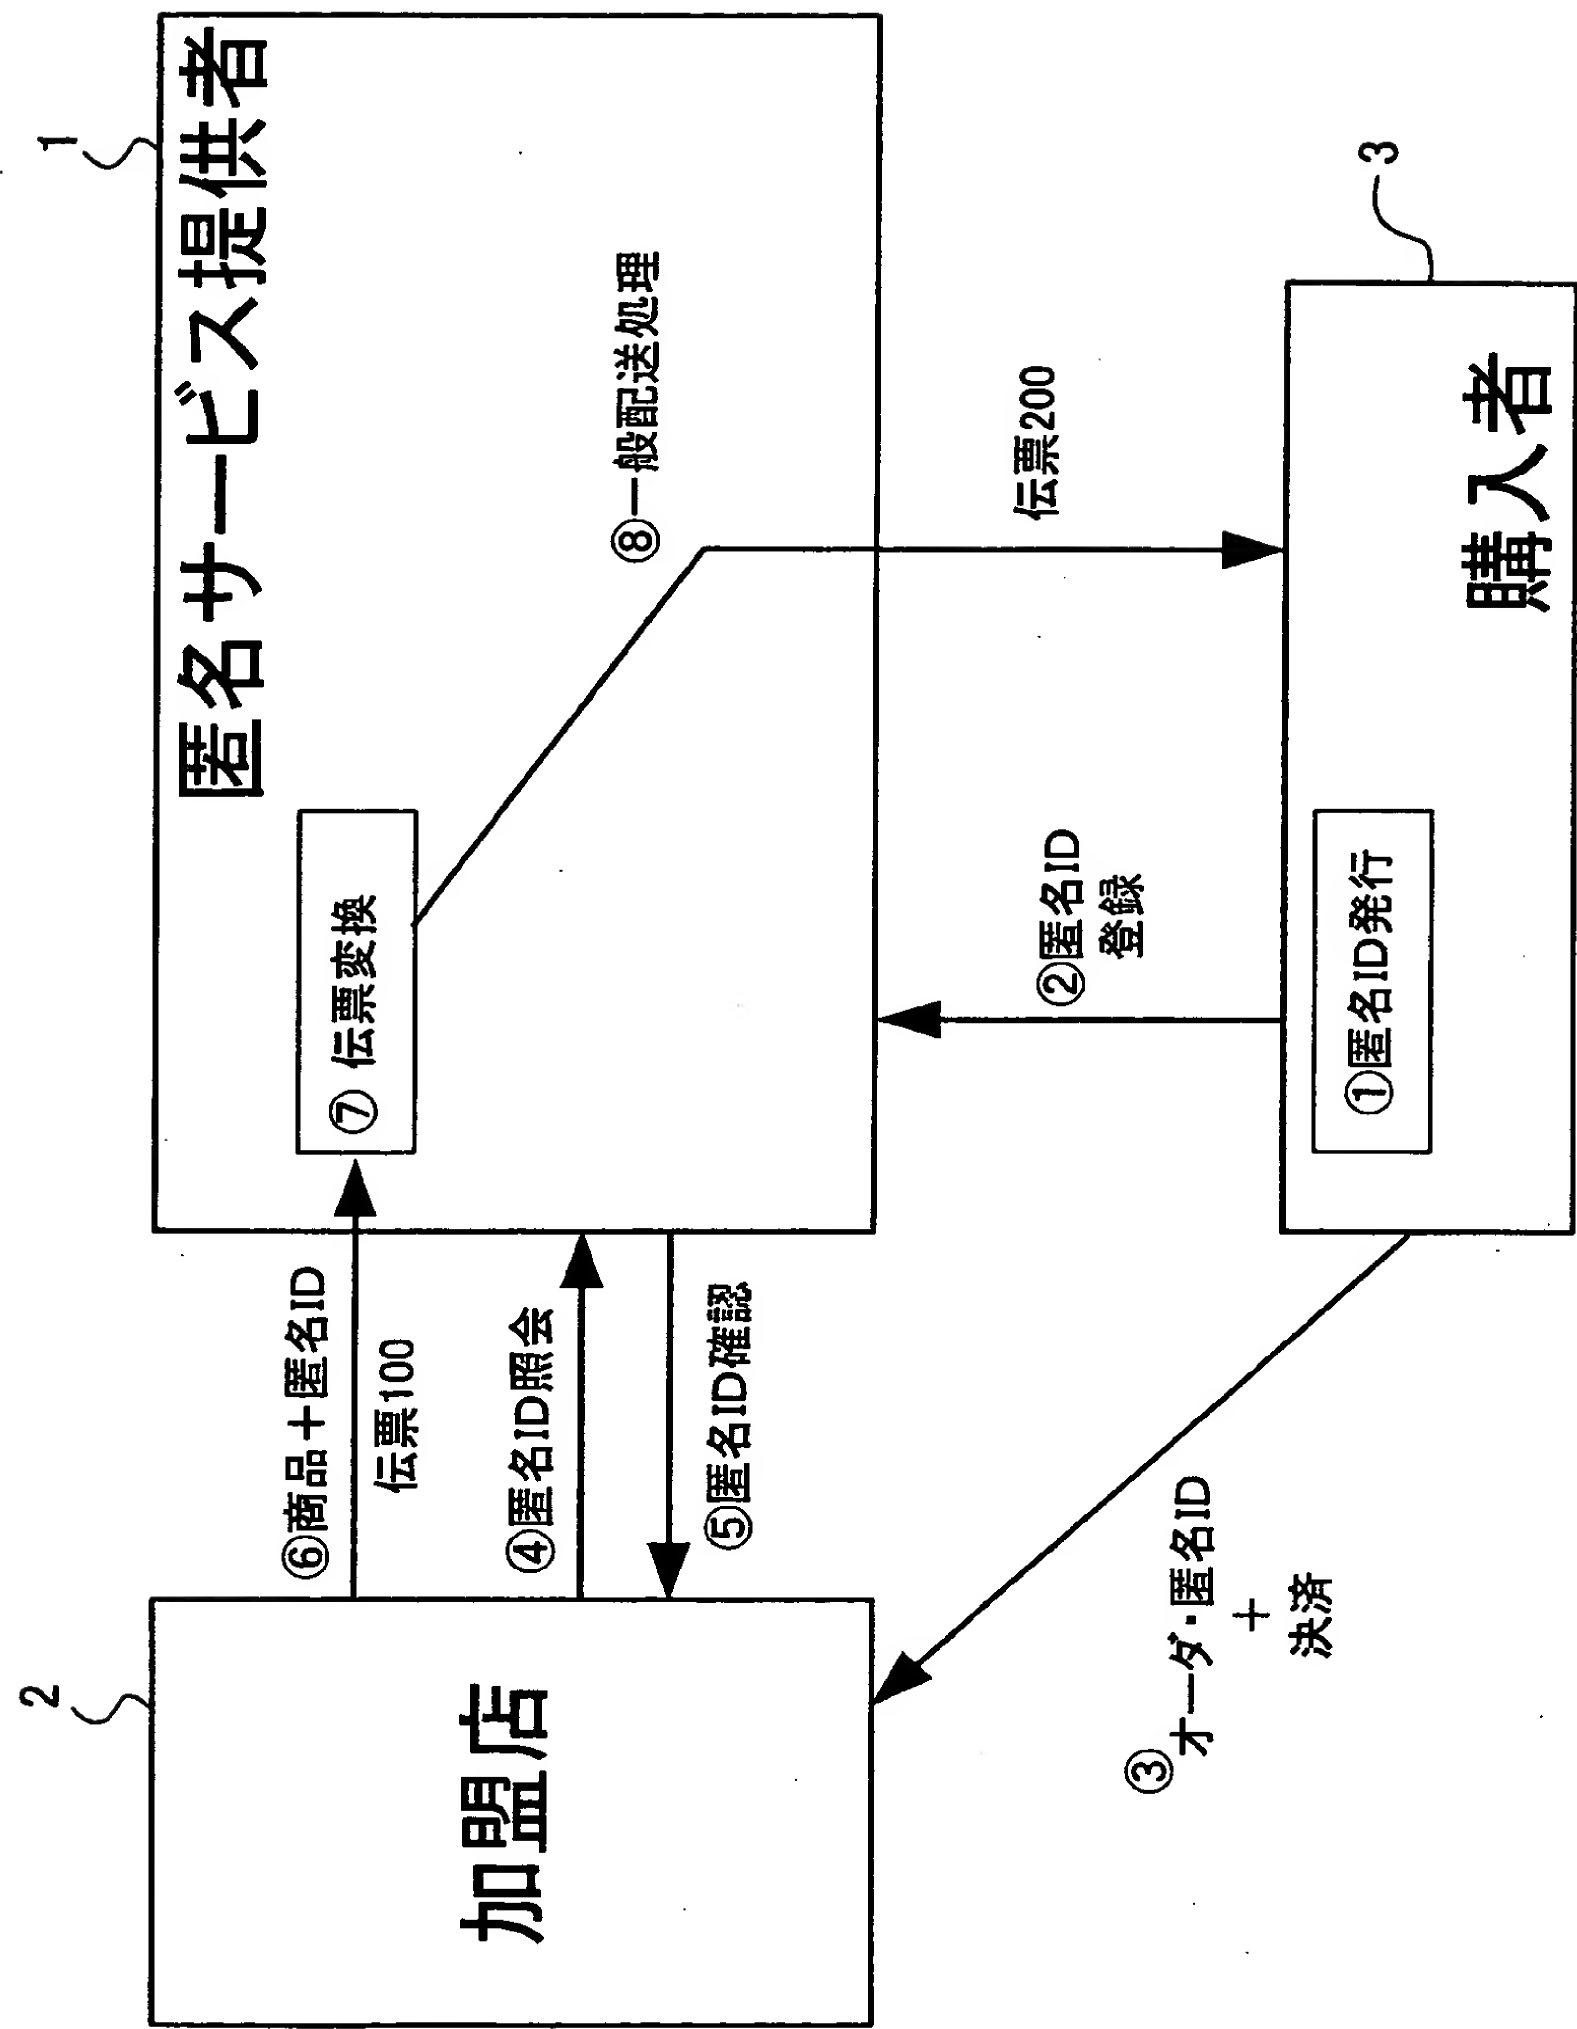 1
匿名サービス提供者
2
加盟店
⑥商品＋匿名ID
伝票100
⑦ 伝票変換
④匿名ID照会
⑤匿名ID確認
⑧一般配送処理
②匿名ID
登録
伝票200
③
オーダ・匿名ID
＋
決済
3
①匿名ID発行
購入者